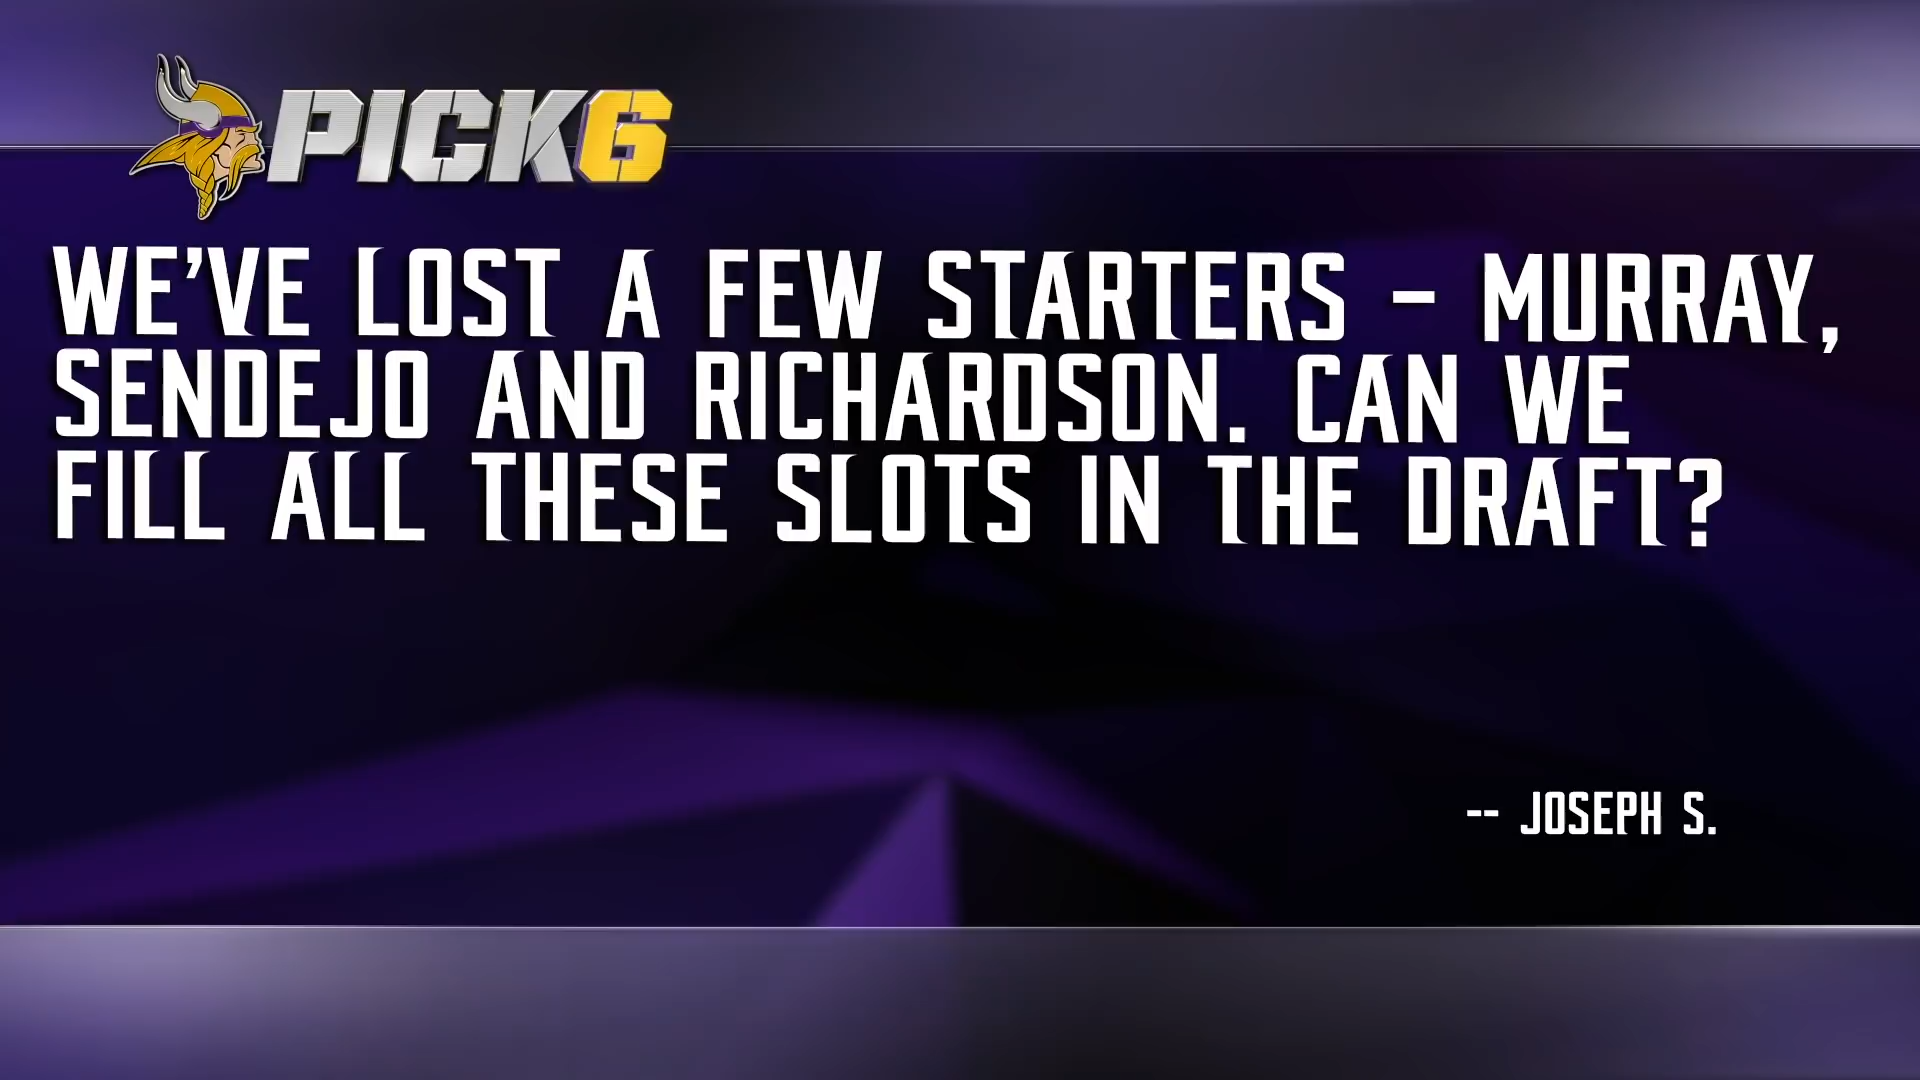 PICK6
WE'VE LOST A FEW STARTERS - MURRAY,
SENDEJO AND RICHARDSON. CAN WE
FILL ALL THESE SLOTS IN THE DRAFT?
-- JOSEPH S.